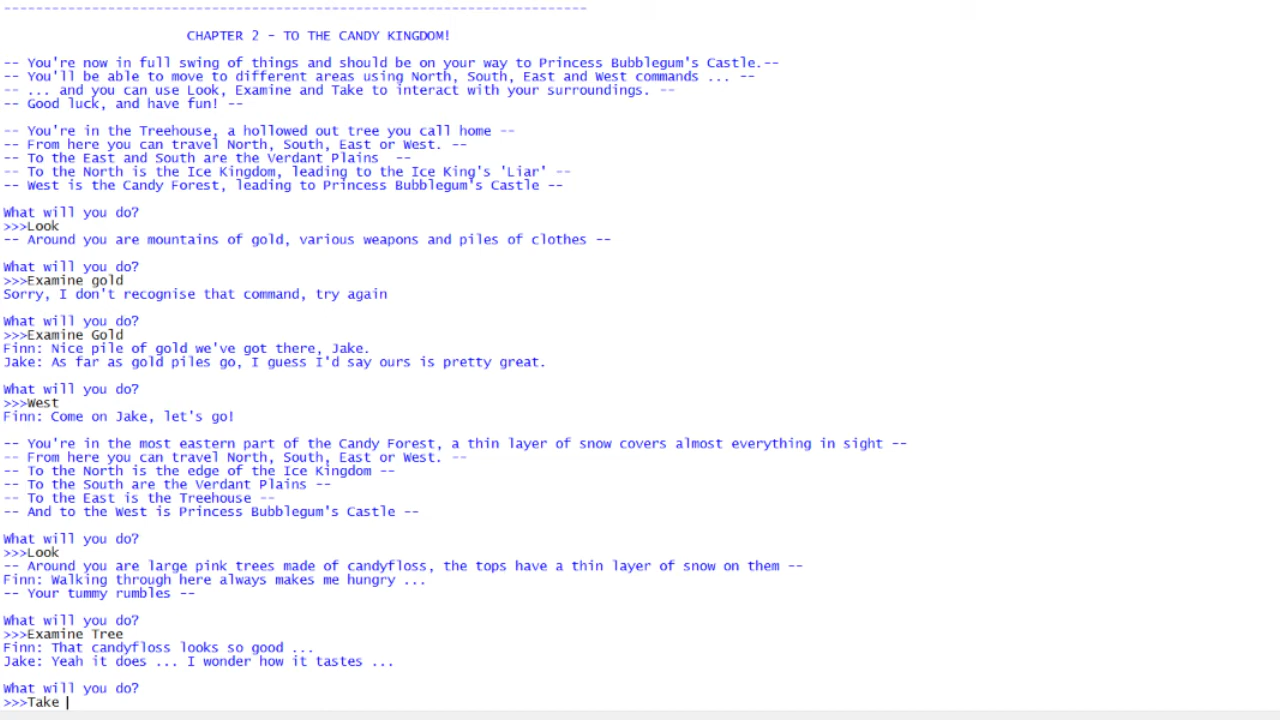 -------------------------------------------------------------------------
CHAPTER 2 - TO THE CANDY KINGDOM!
-- You're now in full swing of things and should be on your way to Princess Bubblegum's Castle.--
-- You'll be able to move to different areas using North, South, East and West commands ... --
-- ... and you can use Look, Examine and Take to interact with your surroundings. --
-- Good luck, and have fun! --
-- You're in the Treehouse, a hollowed out tree you call home --
-- From here you can travel North, South, East or West. --
-- To the East and South are the Verdant Plains  --
-- To the North is the Ice Kingdom, leading to the Ice King's 'Liar' --
-- West is the Candy Forest, leading to Princess Bubblegum's Castle --
What will you do?
>>>Look
-- Around you are mountains of gold, various weapons and piles of clothes --
What will you do?
>>>Examine gold
Sorry, I don't recognise that command, try again
What will you do?
>>>Examine Gold
Finn: Nice pile of gold we've got there, Jake.
Jake: As far as gold piles go, I guess I'd say ours is pretty great.
What will you do?
>>>West
Finn: Come on Jake, let's go!
-- You're in the most eastern part of the Candy Forest, a thin layer of snow covers almost everything in sight --
-- From here you can travel North, South, East or West. --
-- To the North is the edge of the Ice Kingdom --
-- To the South are the Verdant Plains --
-- To the East is the Treehouse --
-- And to the West is Princess Bubblegum's Castle --
What will you do?
>>>Look
-- Around you are large pink trees made of candyfloss, the tops have a thin layer of snow on them --
Finn: Walking through here always makes me hungry ...
-- Your tummy rumbles --
What will you do?
>>>Examine Tree
Finn: That candyfloss looks so good ...
Jake: Yeah it does ... I wonder how it tastes ...
What will you do?
>>>Take